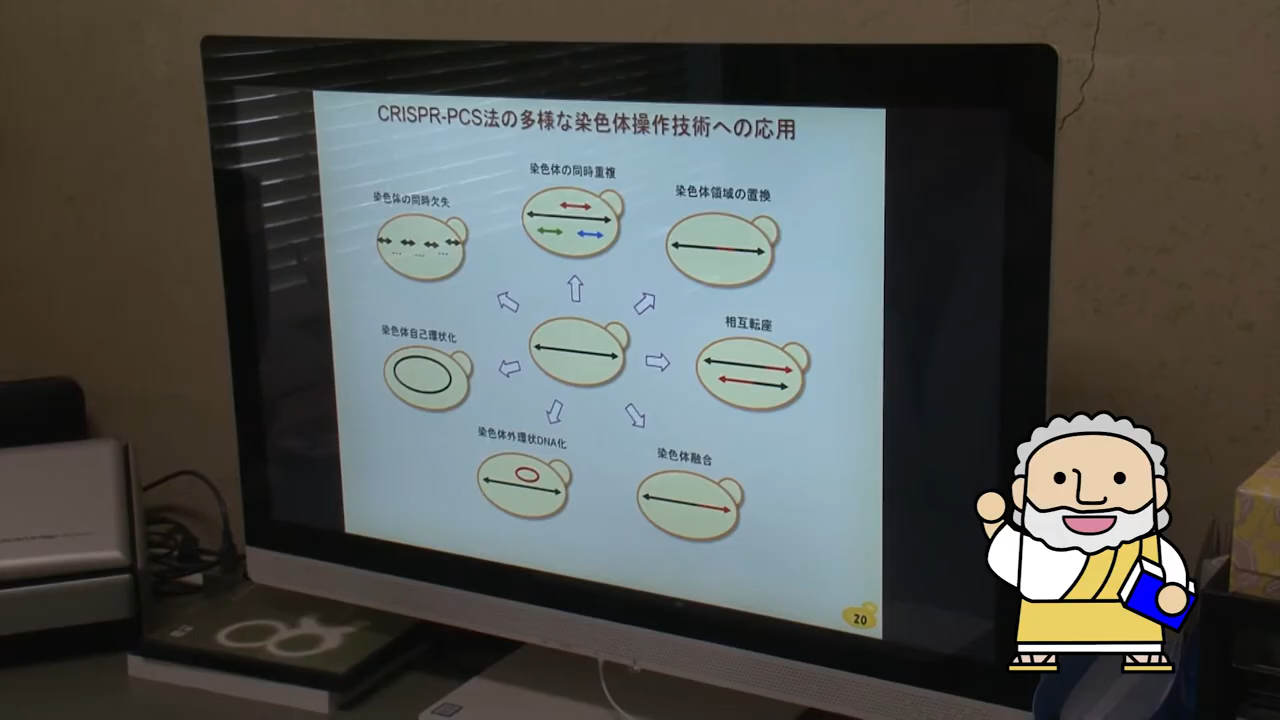 CRISPR-PCS法の多様な染色体操作技術への応用
染色体の同時重複
染色体の同時欠失
染色体領域の置換
染色体自己環状化
相互転座
染色体外環状DNA化
染色体融合
20